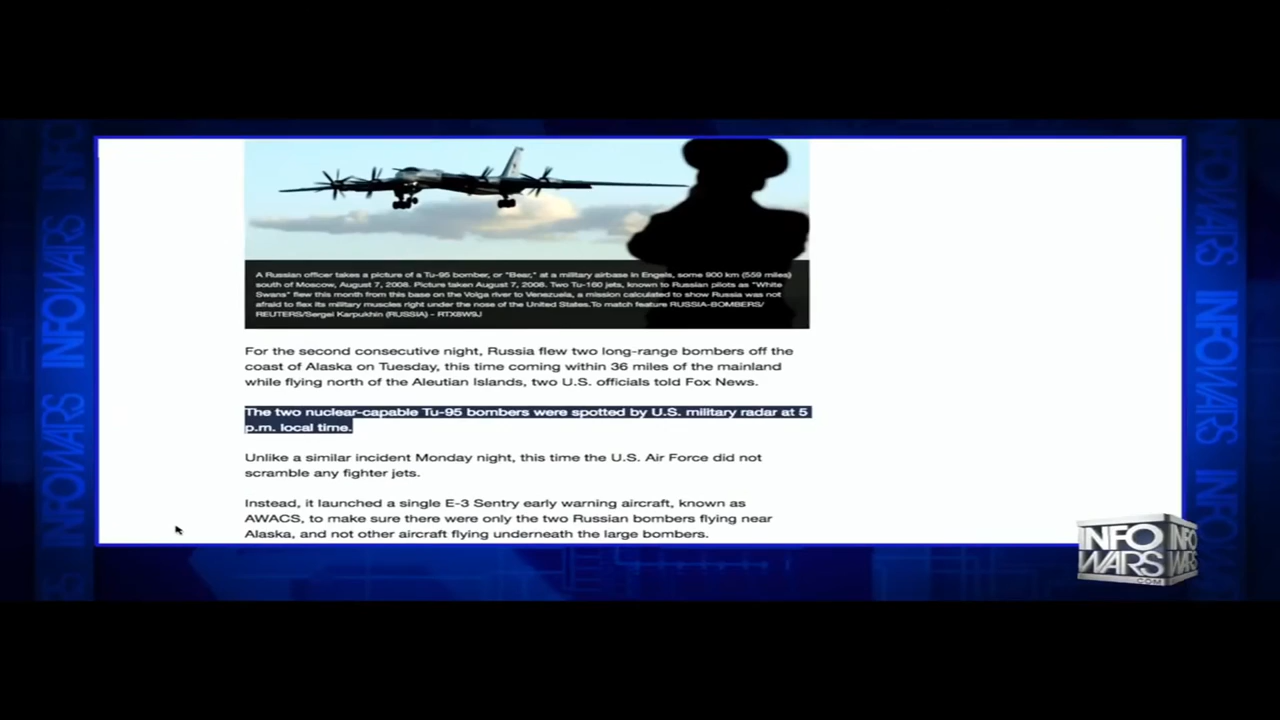 A Russian officer takes a picture of a Tu-95 bomber, or "Bear," at a military airbase in Engels, some 900 km (559 miles)
south of Moscow, August 7, 2008. Picture taken August 7, 2008. Two Tu-160 jets, known to Russian pilots as "White
Swans" flew this month from this base on the Volga river to Venezuela, a mission calculated to show Russia was not
afraid to flex its military muscles right under the nose of the United States.To match feature RUSSIA-BOMBERS/
REUTERS/Sergei Karpukhin (RUSSIA) - RTX8W9J
For the second consecutive night, Russia flew two long-range bombers off the
coast of Alaska on Tuesday, this time coming within 36 miles of the mainland
while flying north of the Aleutian Islands, two U.S. officials told Fox News.
The two nuclear-capable Tu-95 bombers were spotted by U.S. military radar at 5
p.m. local time.
Unlike a similar incident Monday night, this time the U.S. Air Force did not
scramble any fighter jets.
Instead, it launched a single E-3 Sentry early warning aircraft, known as
AWACS, to make sure there were only the two Russian bombers flying near
Alaska, and not other aircraft flying underneath the large bombers.
INFO
INFOWARS
INFOWARS
INFOWARS
INFOWARS
INFO
WARS
.COM
INFO
WARS